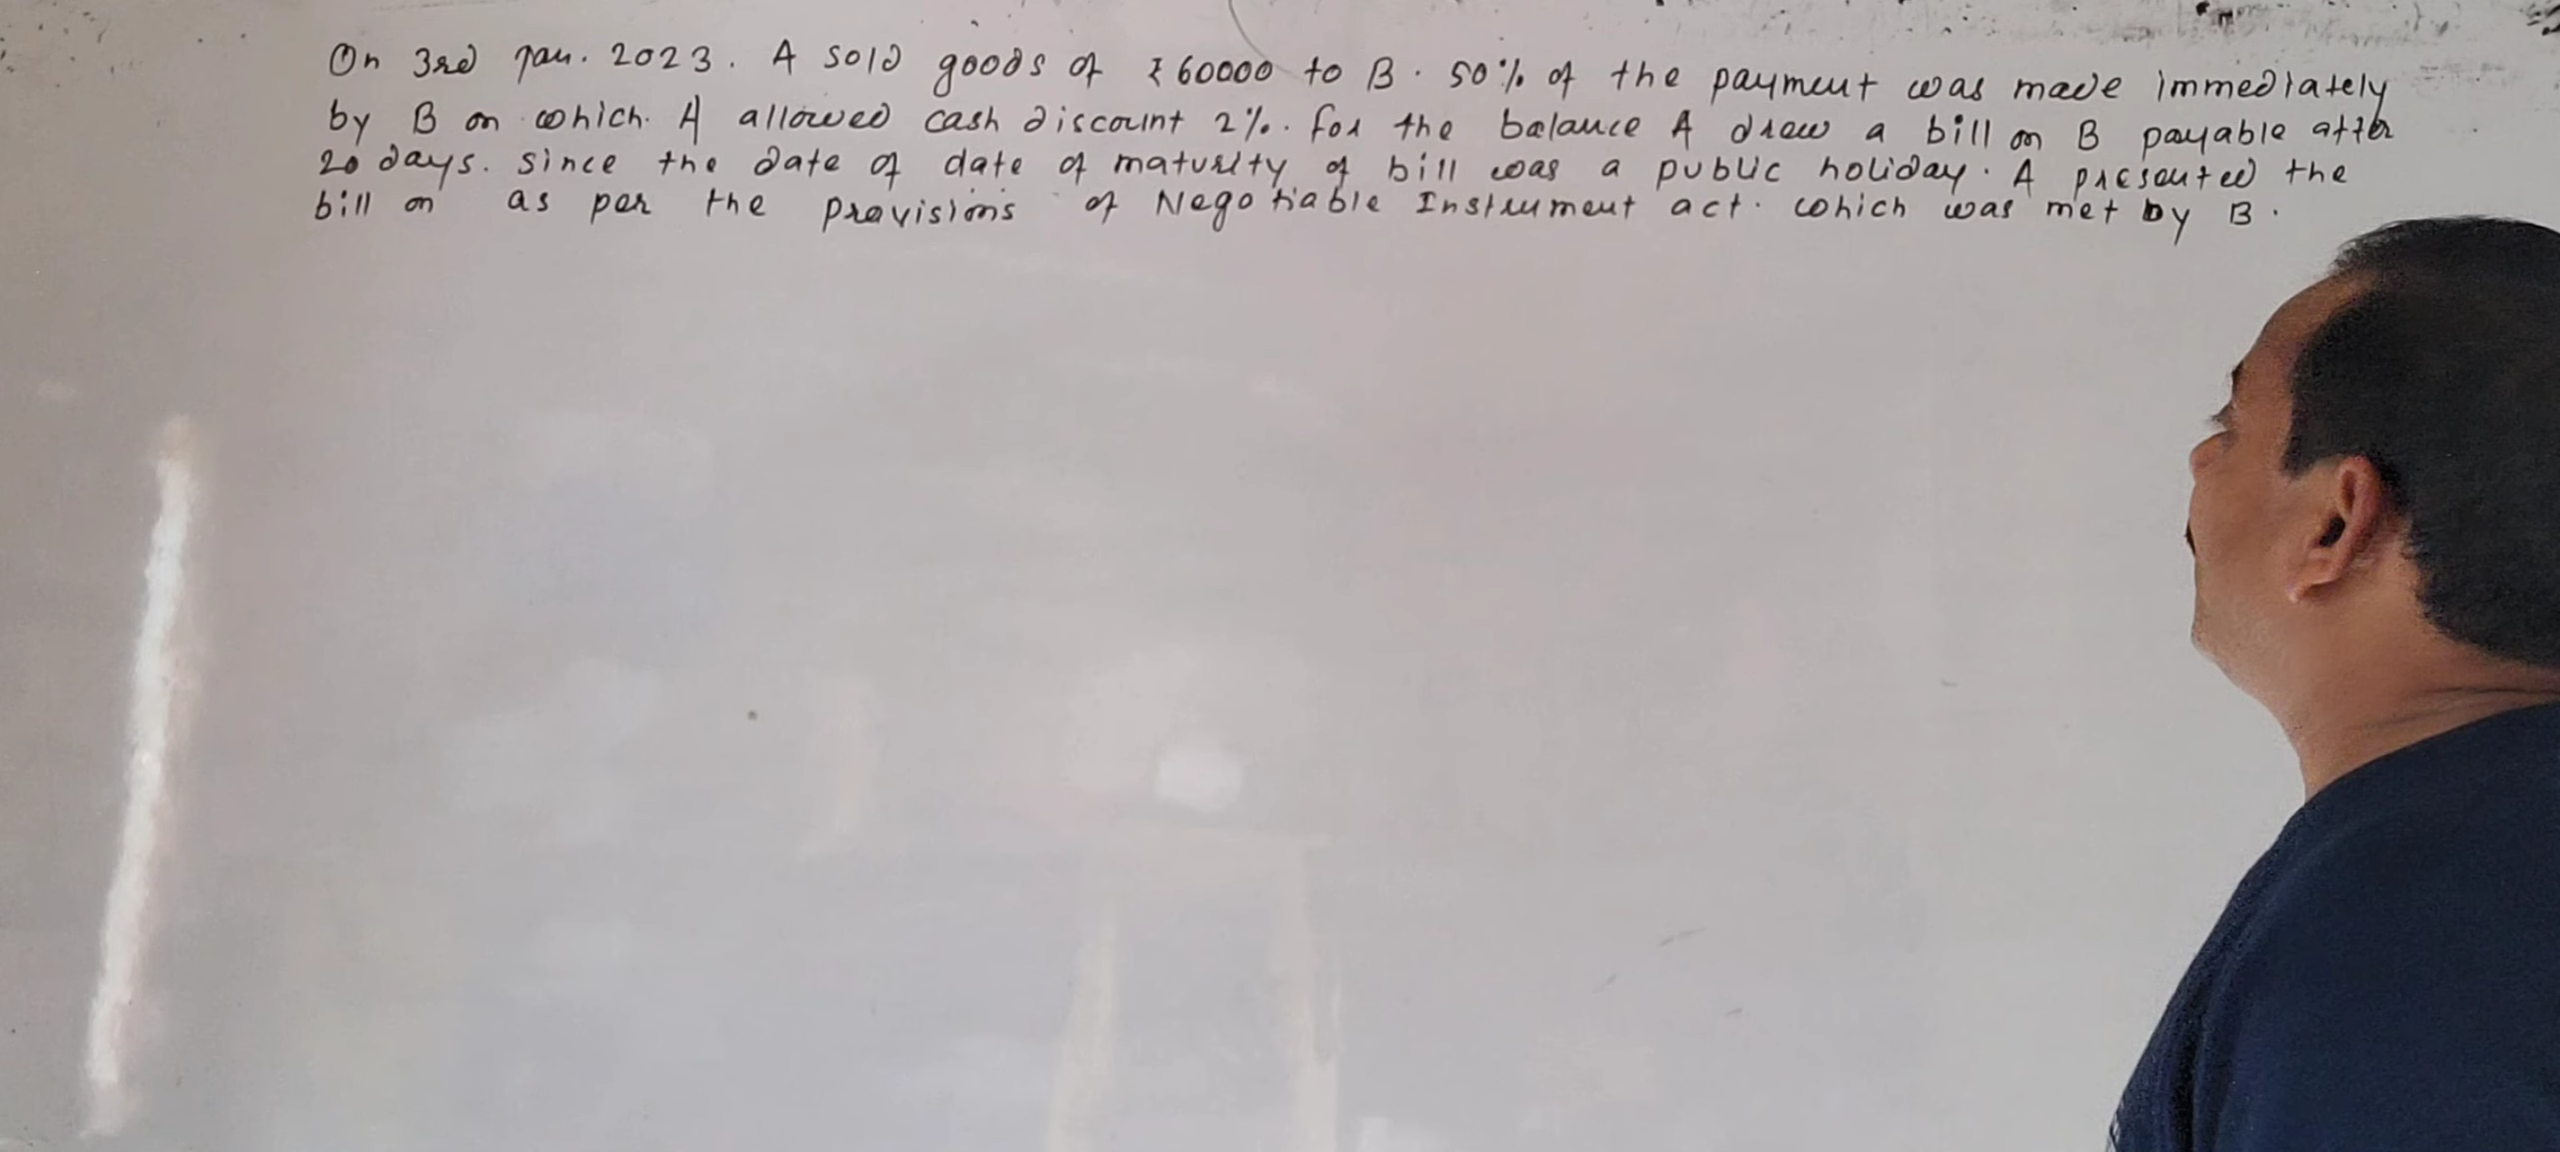 On 3rd Jan. 2023. A sold goods of ₹60000 to B. 50% of the payment was made immediately
by B on which. A allowed cash discount 2%. for the balance A drew a bill on B payable after
20 days. since the date of date of maturity of bill was a public holiday. A presented the
bill on as per the provisions of Negotiable Instrument act. which was met by B.